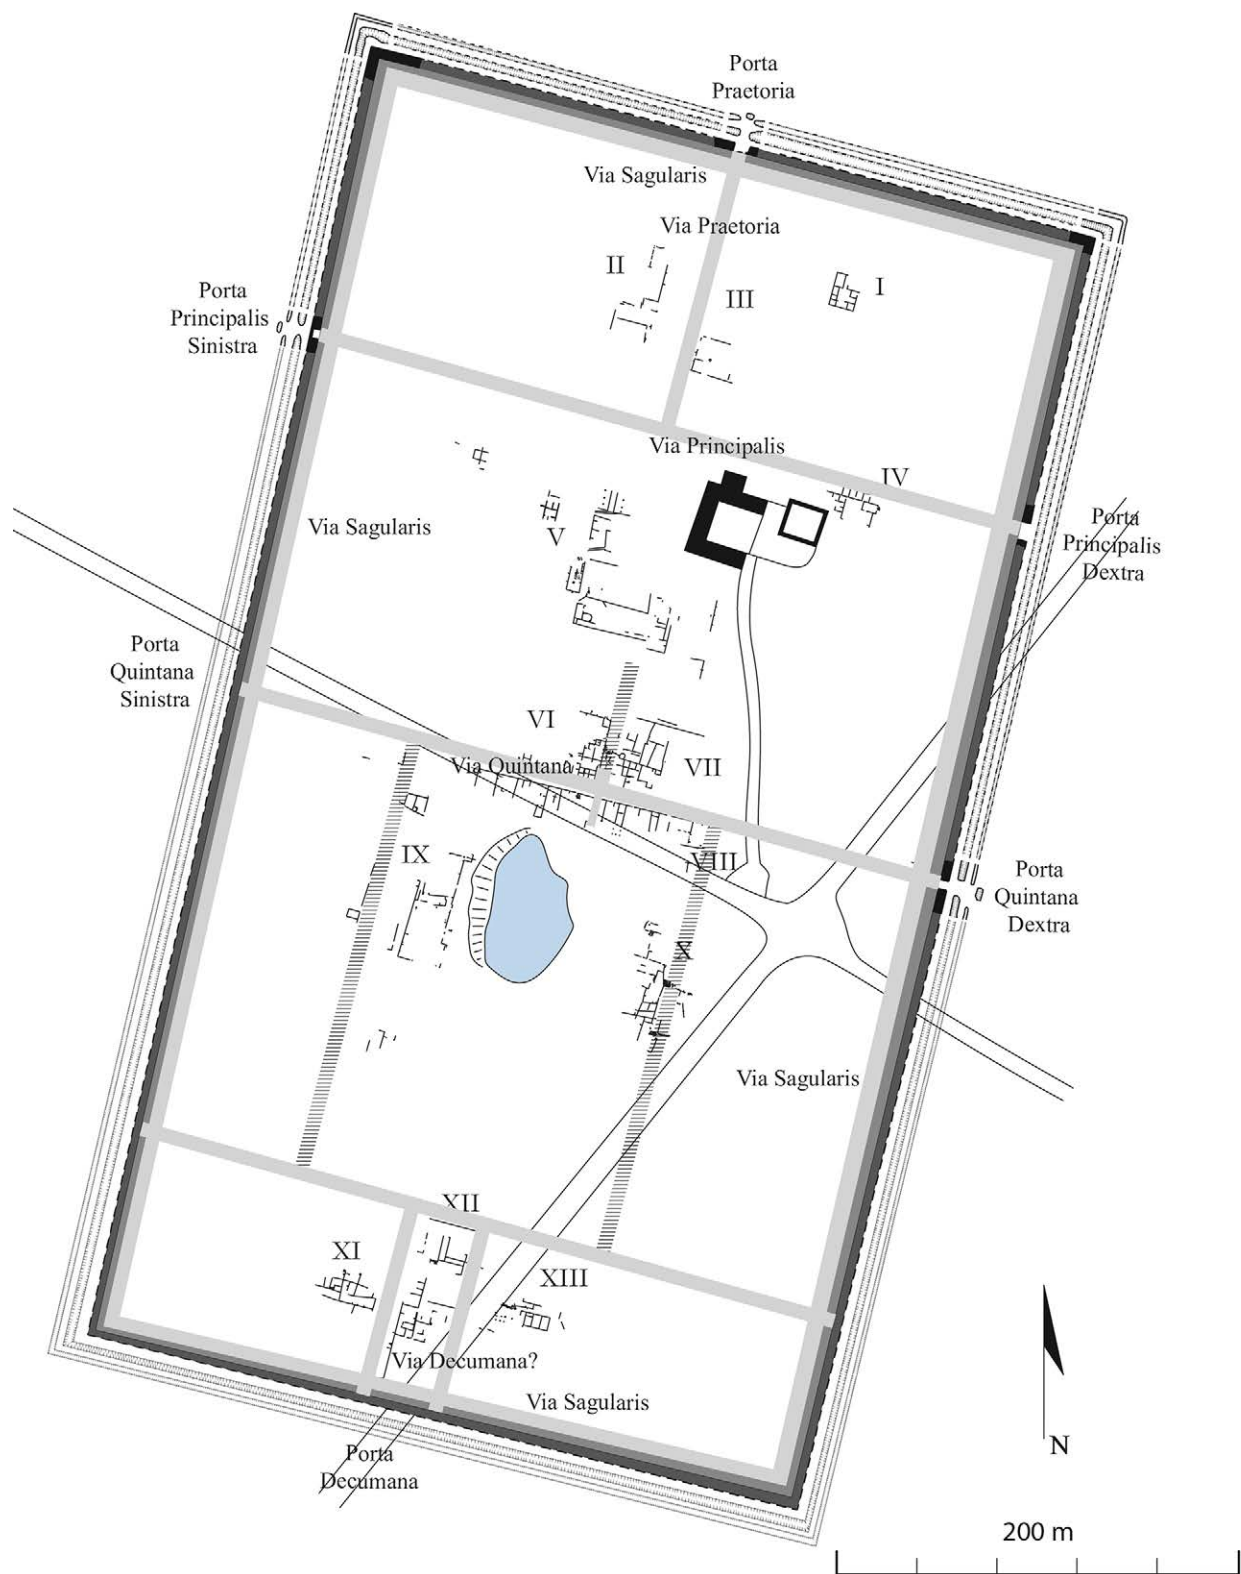 Porta
Praetoria
Via Sagularis
Via Praetoria
II
III
I
Porta
Principalis
Sinistra
Via Principalis
IV
Via Sagularis
V
Porta
Principalis
Dextra
Porta
Quintana
Sinistra
VI
Via Quintana
VII
VIII
IX
Porta
Quintana
Dextra
X
Via Sagularis
XII
XI
XIII
Via Decumana?
Via Sagularis
Porta
Decumana
N
200 m